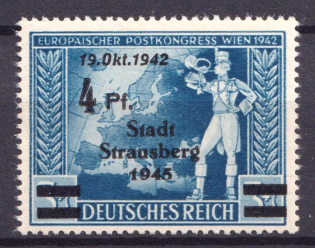 EUROPÄISCHER POSTKONGRESS WIEN 1942
19.Okt.1942
4 Pf.
Stadt
Strausberg
1945
DEUTSCHES REICH